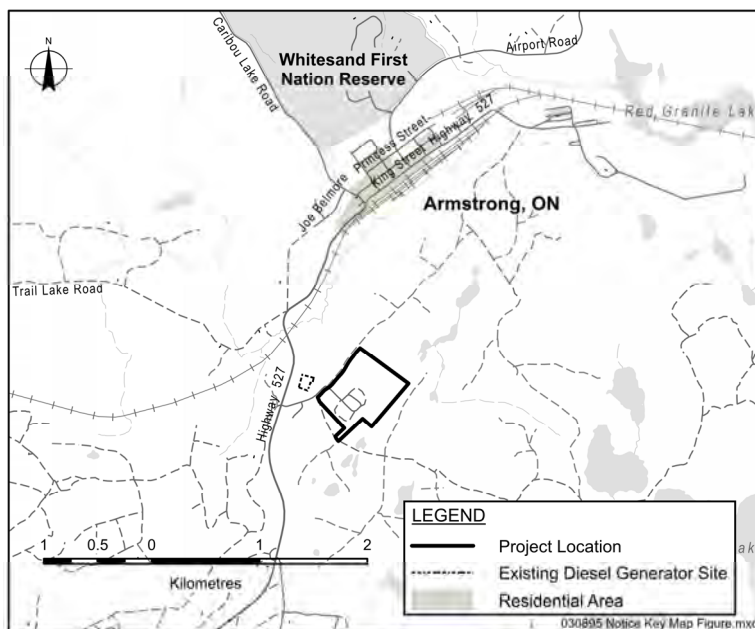 N
Caribou Lake Road
Whitesand First
Nation Reserve
Airport Road
Princess Street
King Street Highway 527
Red Granite Lak
Joe Belmore
Armstrong, ON
Trail Lake Road
Highway 527
LEGEND
Project Location
Existing Diesel Generator Site
Residential Area
1 0.5 0 1 2
Kilometres
ak
030895 Notice Key Map Figure.mxd